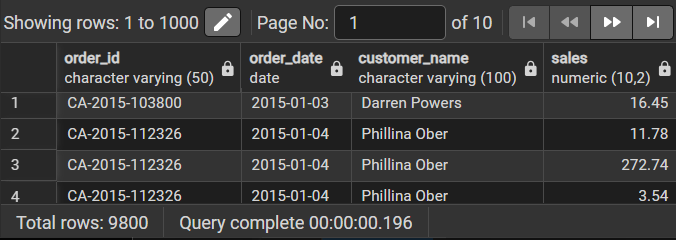 Showing rows: 1 to 1000 Page No: 1 of 10
order_id order_date customer_name sales
character varying (50) date character varying (100) numeric (10,2)
1 CA-2015-103800 2015-01-03 Darren Powers 16.45
2 CA-2015-112326 2015-01-04 Phillina Ober 11.78
3 CA-2015-112326 2015-01-04 Phillina Ober 272.74
4 CA-2015-112326 2015-01-04 Phillina Ober 3.54
Total rows: 9800 Query complete 00:00:00.196